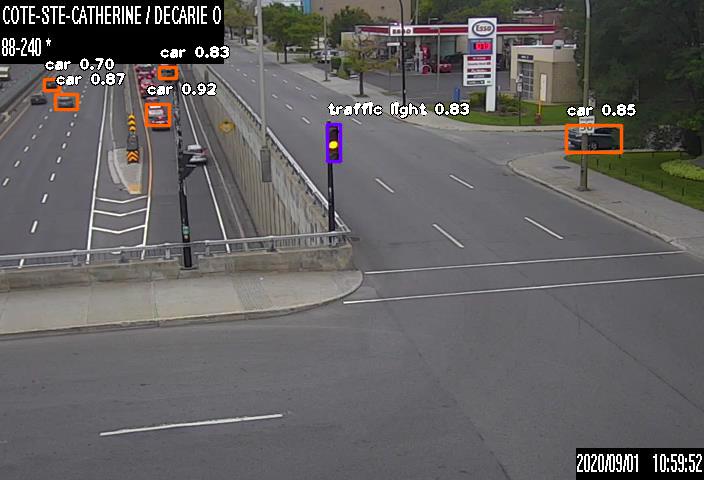 COTE-STE-CATHERINE / DECARIE O
88-240 *
car 0.83
car 0.70
car 0.87
car 0.92
traffic light 0.83
car 0.85
Esso
2020/09/01 10:59:52